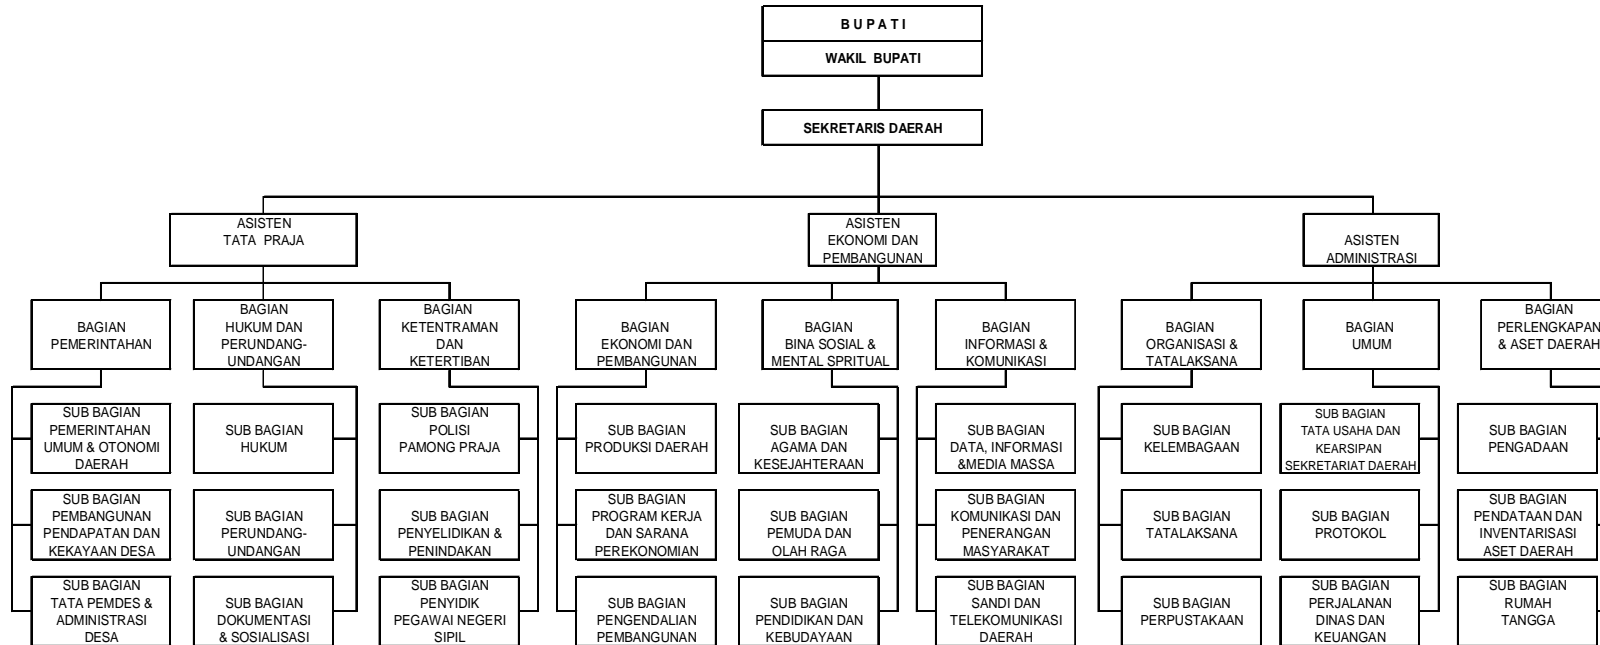 B U P A T I
WAKIL BUPATI
SEKRETARIS DAERAH
ASISTEN
TATA PRAJA
ASISTEN
EKONOMI DAN
PEMBANGUNAN
ASISTEN
ADMINISTRASI
BAGIAN
PEMERINTAHAN
BAGIAN
HUKUM DAN
PERUNDANG-
UNDANGAN
BAGIAN
KETENTRAMAN
DAN
KETERTIBAN
BAGIAN
EKONOMI DAN
PEMBANGUNAN
BAGIAN
BINA SOSIAL &
MENTAL SPRITUAL
BAGIAN
INFORMASI &
KOMUNIKASI
BAGIAN
ORGANISASI &
TATALAKSANA
BAGIAN
UMUM
BAGIAN
PERLENGKAPAN
& ASET DAERAH
SUB BAGIAN
PEMERINTAHAN
UMUM & OTONOMI
DAERAH
SUB BAGIAN
HUKUM
SUB BAGIAN
POLISI
PAMONG PRAJA
SUB BAGIAN
PRODUKSI DAERAH
SUB BAGIAN
AGAMA DAN
KESEJAHTERAAN
SUB BAGIAN
DATA, INFORMASI
&MEDIA MASSA
SUB BAGIAN
KELEMBAGAAN
SUB BAGIAN
TATA USAHA DAN
KEARSIPAN
SEKRETARIAT DAERAH
SUB BAGIAN
PENGADAAN
SUB BAGIAN
PEMBANGUNAN
PENDAPATAN DAN
KEKAYAAN DESA
SUB BAGIAN
PERUNDANG-
UNDANGAN
SUB BAGIAN
PENYELIDIKAN &
PENINDAKAN
SUB BAGIAN
PROGRAM KERJA
DAN SARANA
PEREKONOMIAN
SUB BAGIAN
PEMUDA DAN
OLAH RAGA
SUB BAGIAN
KOMUNIKASI DAN
PENERANGAN
MASYARAKAT
SUB BAGIAN
TATALAKSANA
SUB BAGIAN
PROTOKOL
SUB BAGIAN
PENDATAAN DAN
INVENTARISASI
ASET DAERAH
SUB BAGIAN
TATA PEMDES &
ADMINISTRASI
DESA
SUB BAGIAN
DOKUMENTASI
& SOSIALISASI
SUB BAGIAN
PENYIDIK
PEGAWAI NEGERI
SIPIL
SUB BAGIAN
PENGENDALIAN
PEMBANGUNAN
SUB BAGIAN
PENDIDIKAN DAN
KEBUDAYAAN
SUB BAGIAN
SANDI DAN
TELEKOMUNIKASI
DAERAH
SUB BAGIAN
PERPUSTAKAAN
SUB BAGIAN
PERJALANAN
DINAS DAN
KEUANGAN
SUB BAGIAN
RUMAH
TANGGA